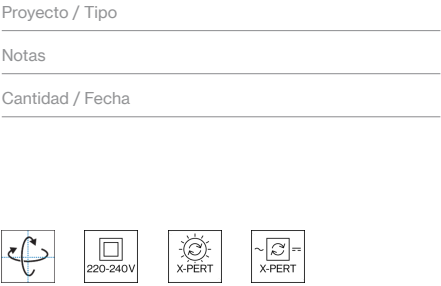 Proyecto / Tipo
Notas
Cantidad / Fecha
220-240V
X-PERT
X-PERT